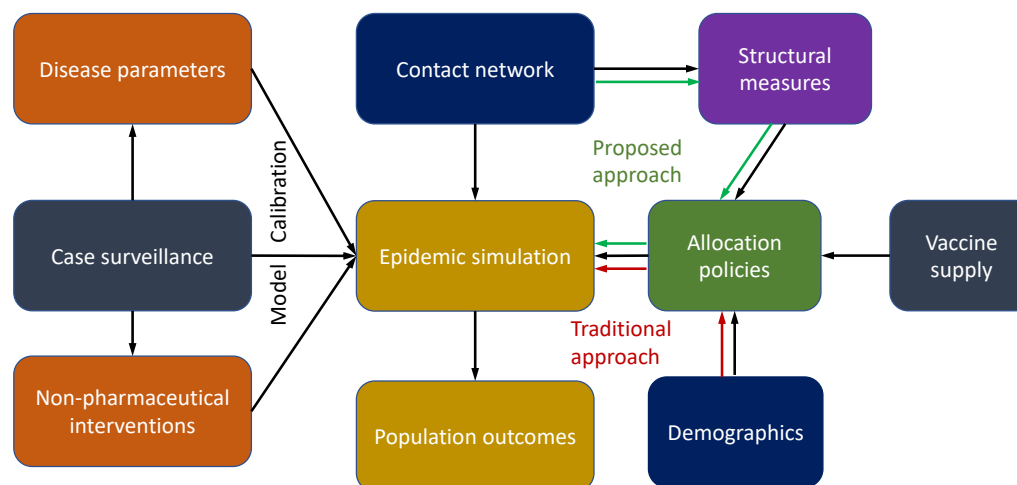 Disease parameters
Contact network
Structural
measures
Proposed
approach
Model Calibration
Case surveillance
Epidemic simulation
Allocation
policies
Vaccine
supply
Traditional
approach
Non-pharmaceutical
interventions
Population outcomes
Demographics